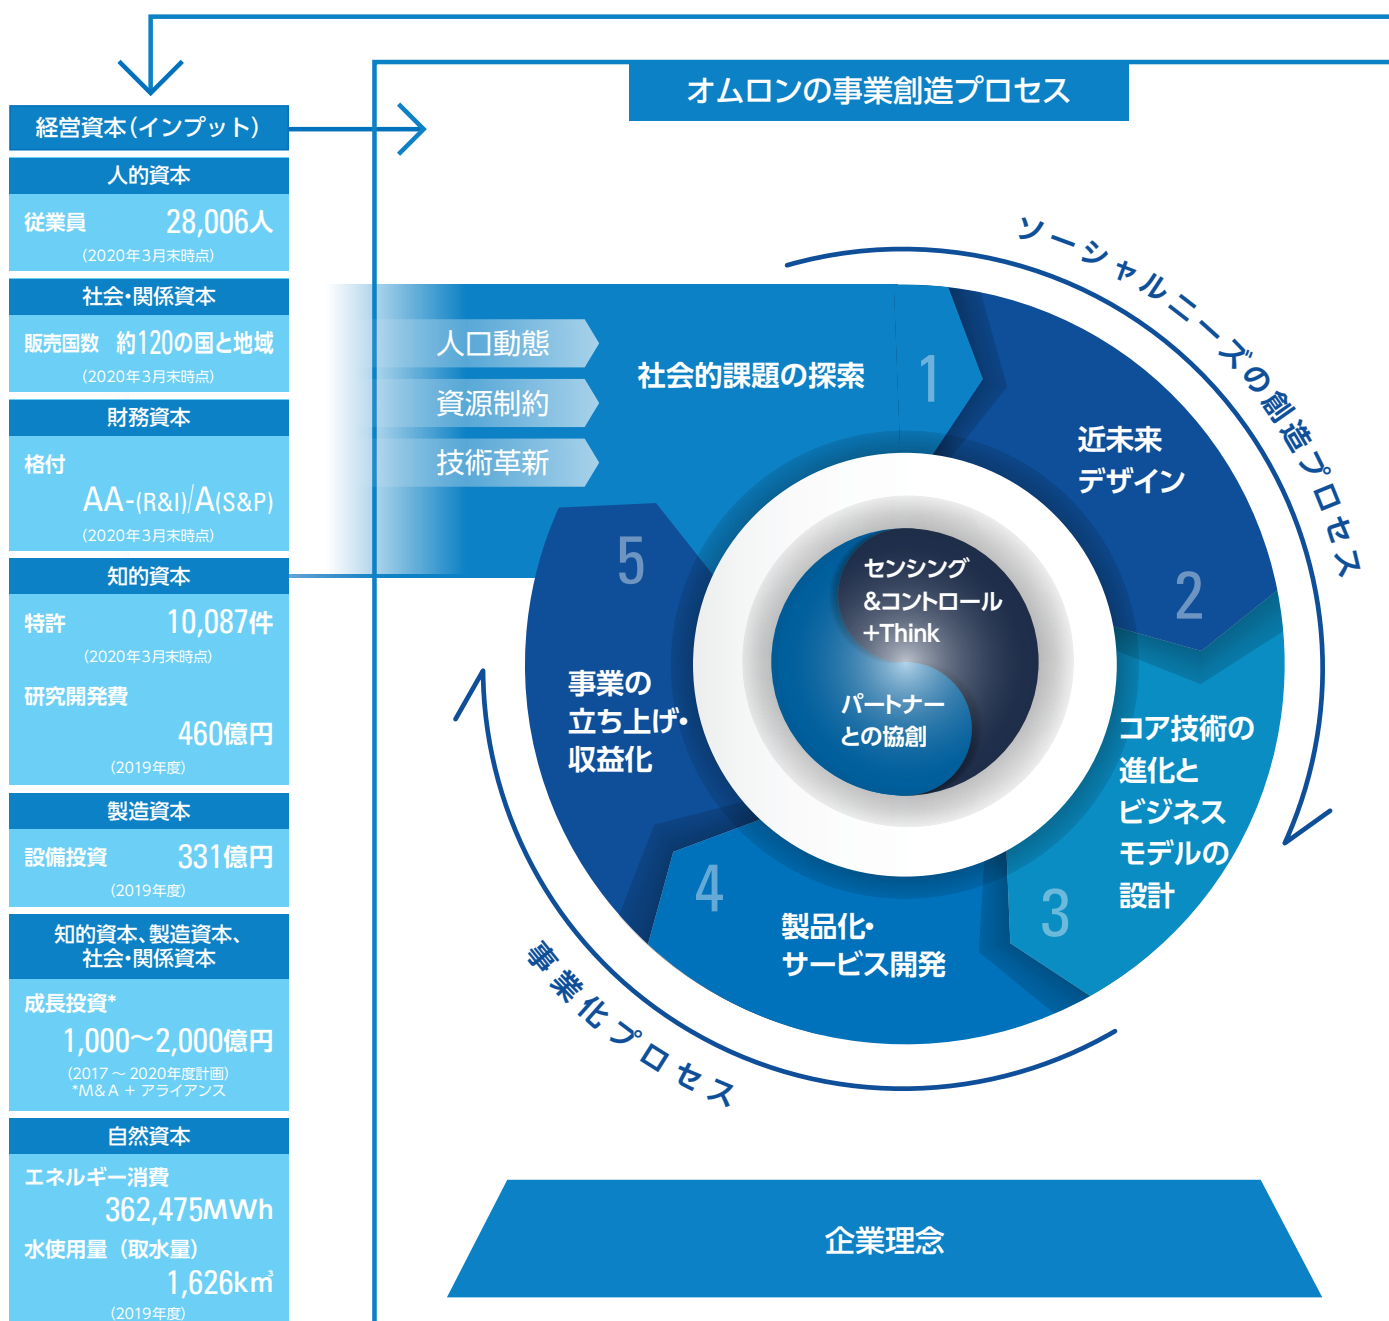 オムロンの事業創造プロセス
経営資本(インプット)
人的資本
従業員 28,006人
(2020年3月末時点)
社会・関係資本
販売国数 約120の国と地域
(2020年3月末時点)
財務資本
格付
AA-(R&I)/A(S&P)
(2020年3月末時点)
知的資本
特許 10,087件
(2020年3月末時点)
研究開発費
460億円
(2019年度)
製造資本
設備投資 331億円
(2019年度)
知的資本、製造資本、
社会・関係資本
成長投資*
1,000〜2,000億円
(2017 〜 2020年度計画)
*M&A + アライアンス
自然資本
エネルギー消費
362,475MWh
水使用量 (取水量)
1,626km³
(2019年度)
人口動態
資源制約
技術革新
社会的課題の探索
1
ソーシャルニーズの創造プロセス
近未来
デザイン
2
コア技術の
進化と
ビジネス
モデルの
設計
3
製品化・
サービス開発
4
事業の
立ち上げ・
収益化
5
事業化プロセス
センシング
&コントロール
+Think
パートナー
との協創
企業理念